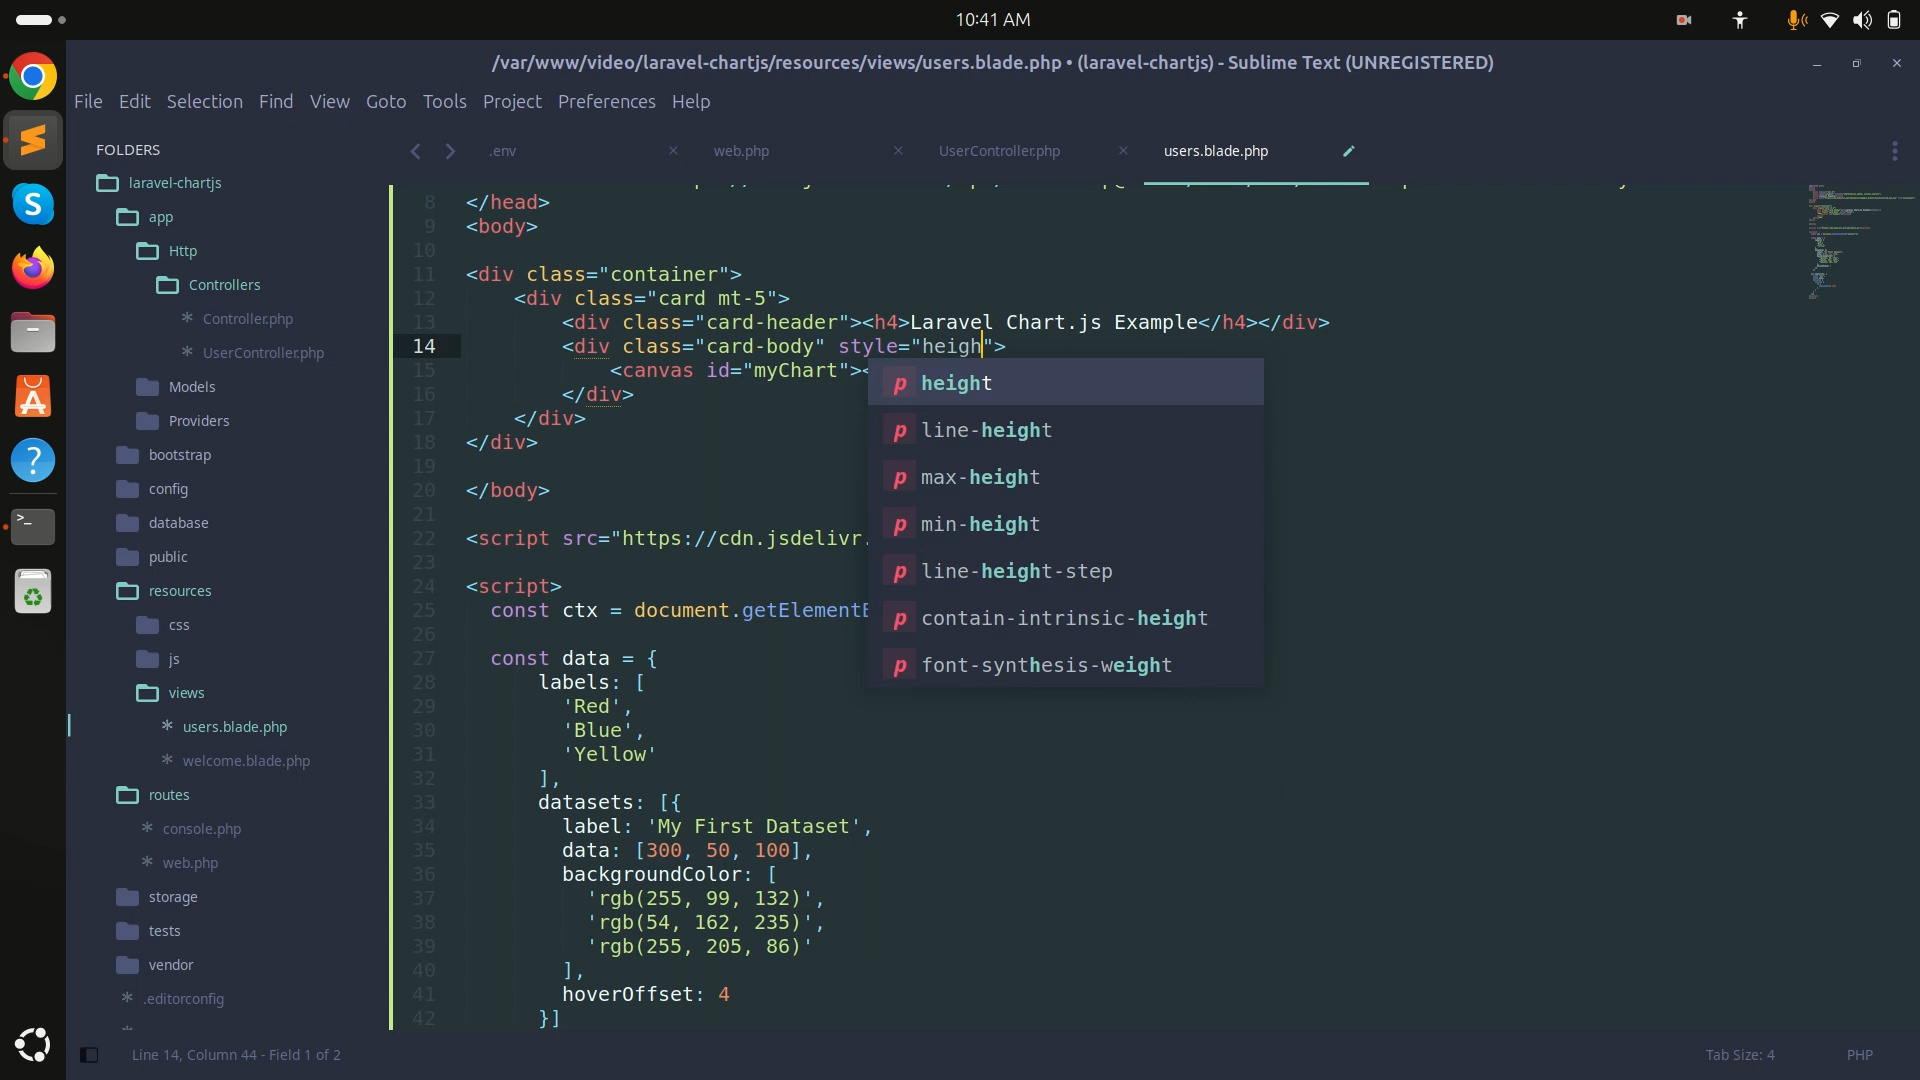 10:41 AM
/var/www/video/laravel-chartjs/resources/views/users.blade.php • (laravel-chartjs) - Sublime Text (UNREGISTERED)
File Edit Selection Find View Goto Tools Project Preferences Help
FOLDERS
laravel-chartjs
app
Http
Controllers
Controller.php
UserController.php
Models
Providers
bootstrap
config
database
public
resources
css
js
views
users.blade.php
welcome.blade.php
routes
console.php
web.php
storage
tests
vendor
.editorconfig
.env
web.php
UserController.php
users.blade.php
8 </head>
9 <body>
10
11 <div class="container">
12 <div class="card mt-5">
13 <div class="card-header"><h4>Laravel Chart.js Example</h4></div>
14 <div class="card-body" style="heigh">
15 <canvas id="myChart"><
16 </div>
17 </div>
18 </div>
19
20 </body>
21
22 <script src="https://cdn.jsdelivr.
23
24 <script>
25 const ctx = document.getElementE
26
27 const data = {
28 labels: [
29 'Red',
30 'Blue',
31 'Yellow'
32 ],
33 datasets: [{
34 label: 'My First Dataset',
35 data: [300, 50, 100],
36 backgroundColor: [
37 'rgb(255, 99, 132)',
38 'rgb(54, 162, 235)',
39 'rgb(255, 205, 86)'
40 ],
41 hoverOffset: 4
42 }]
p height
p line-height
p max-height
p min-height
p line-height-step
p contain-intrinsic-height
p font-synthesis-weight
Line 14, Column 44 - Field 1 of 2
Tab Size: 4
PHP